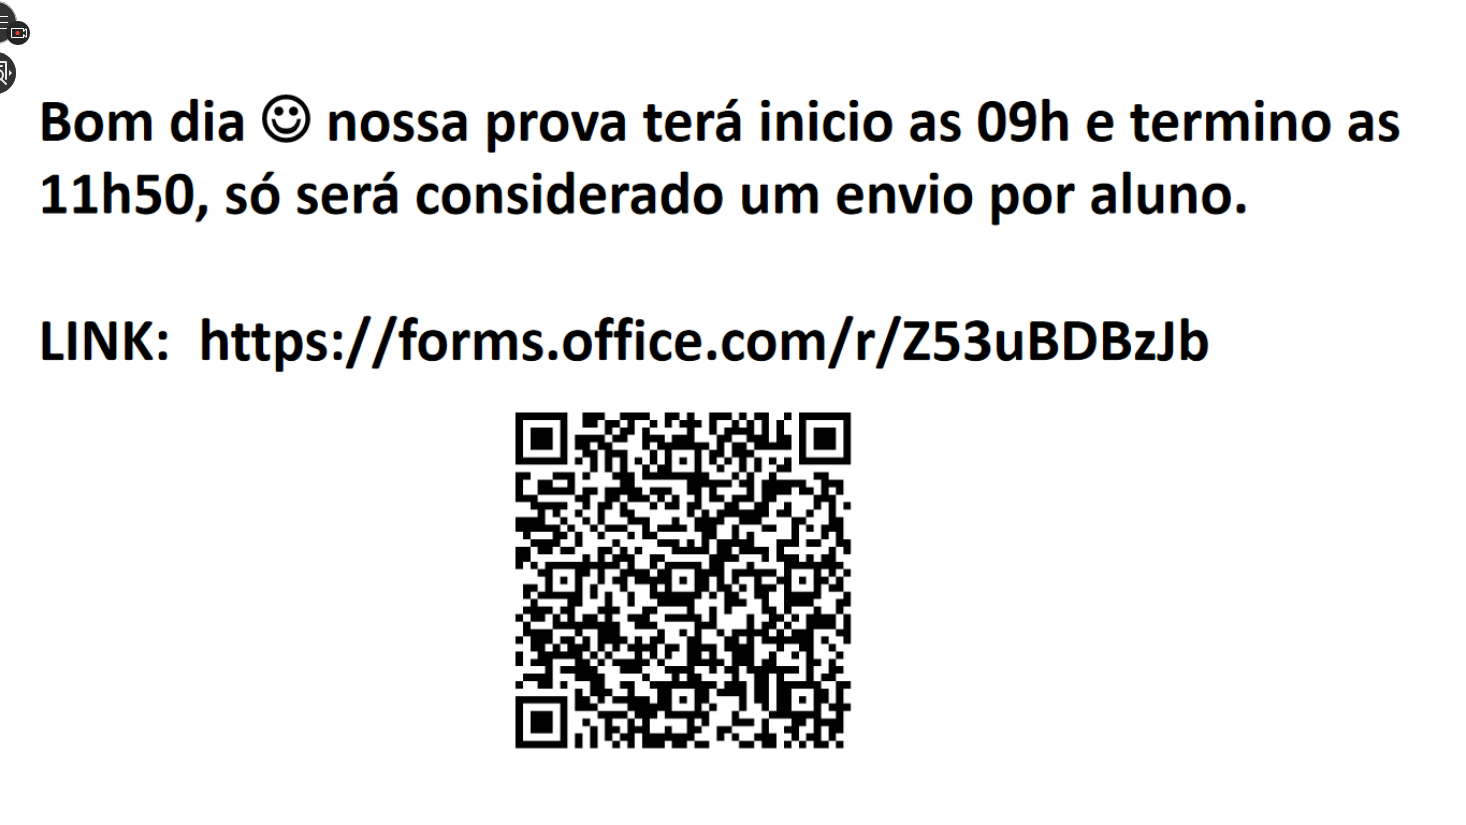 Bom dia ☺ nossa prova terá inicio as 09h e termino as
11h50, só será considerado um envio por aluno.
LINK: https://forms.office.com/r/Z53uBDBzJb